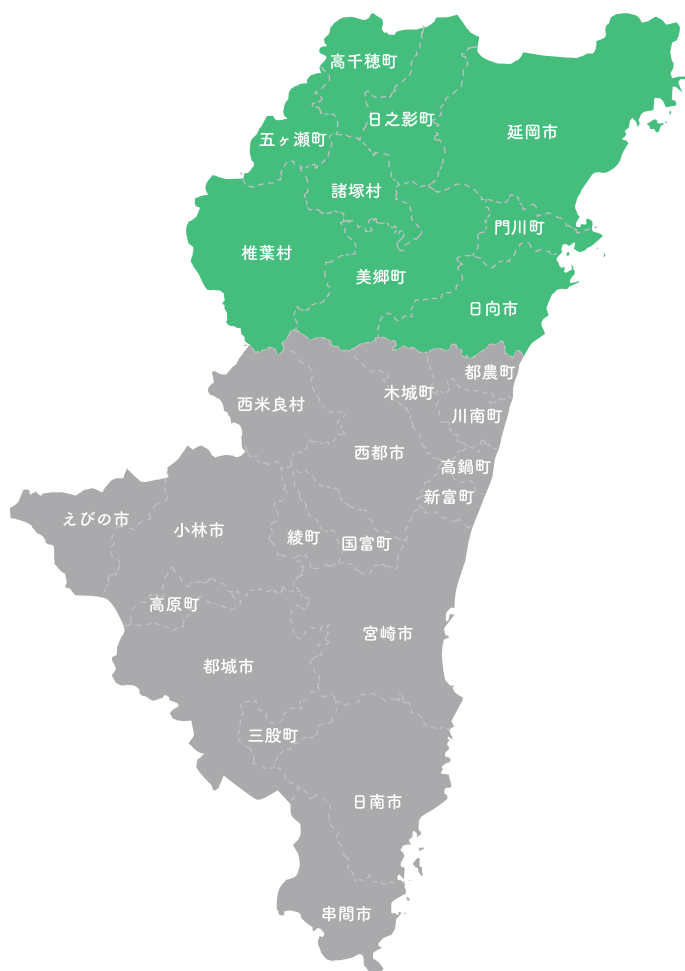 高千穂町
日之影町
延岡市
五ヶ瀬町
諸塚村
門川町
椎葉村
美郷町
日向市
都農町
木城町
西米良村
川南町
西都市
高鍋町
新富町
えびの市
小林市
綾町
国富町
高原町
宮崎市
都城市
三股町
日南市
串間市